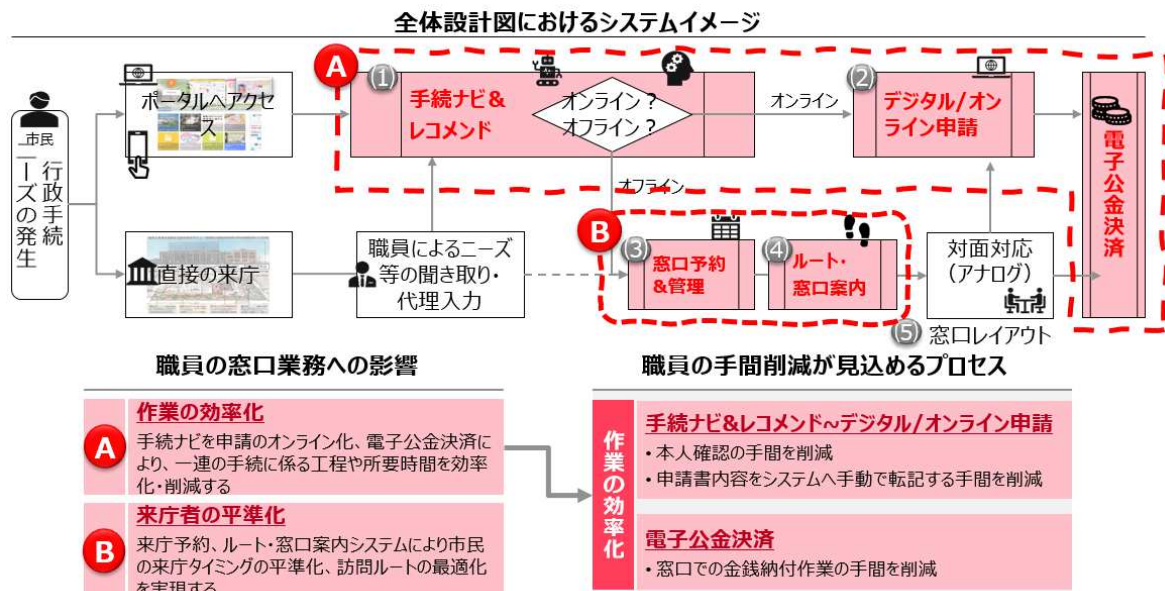 全体設計図におけるシステムイメージ
市民
行政手続
ニーズの発生
ポータルへアクセ
ス
直接の来庁
A
(1)
手続ナビ&
レコメンド
オンライン？
オフライン？
オンライン
(2)
デジタル/オン
ライン申請
電子公金決済
オフライン
職員によるニーズ
等の聞き取り・
代理入力
B
(3)
窓口予約
&管理
(4)
ルート・
窓口案内
対面対応
（アナログ）
(5) 窓口レイアウト
職員の窓口業務への影響
A
作業の効率化
手続ナビを申請のオンライン化、電子公金決済に
より、一連の手続に係る工程や所要時間を効率
化・削減する
B
来庁者の平準化
来庁予約、ルート・窓口案内システムにより市民
の来庁タイミングの平準化、訪問ルートの最適化
を実現する
職員の手間削減が見込めるプロセス
作業の効率化
手続ナビ&レコメンド~デジタル/オンライン申請
・本人確認の手間を削減
・申請書内容をシステムへ手動で転記する手間を削減
電子公金決済
・窓口での金銭納付作業の手間を削減